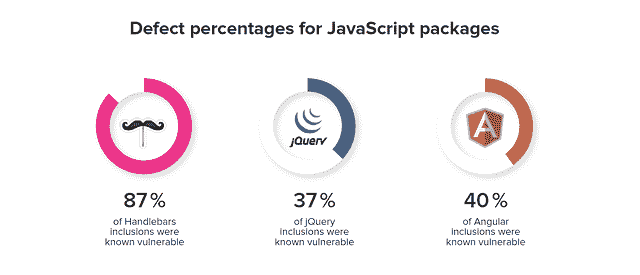 Defect percentages for JavaScript packages
jQuery
A
87%
37%
40%
of Handlebars
inclusions were
known vulnerable
of jQuery
inclusions were
known vulnerable
of Angular
inclusions were
known vulnerable